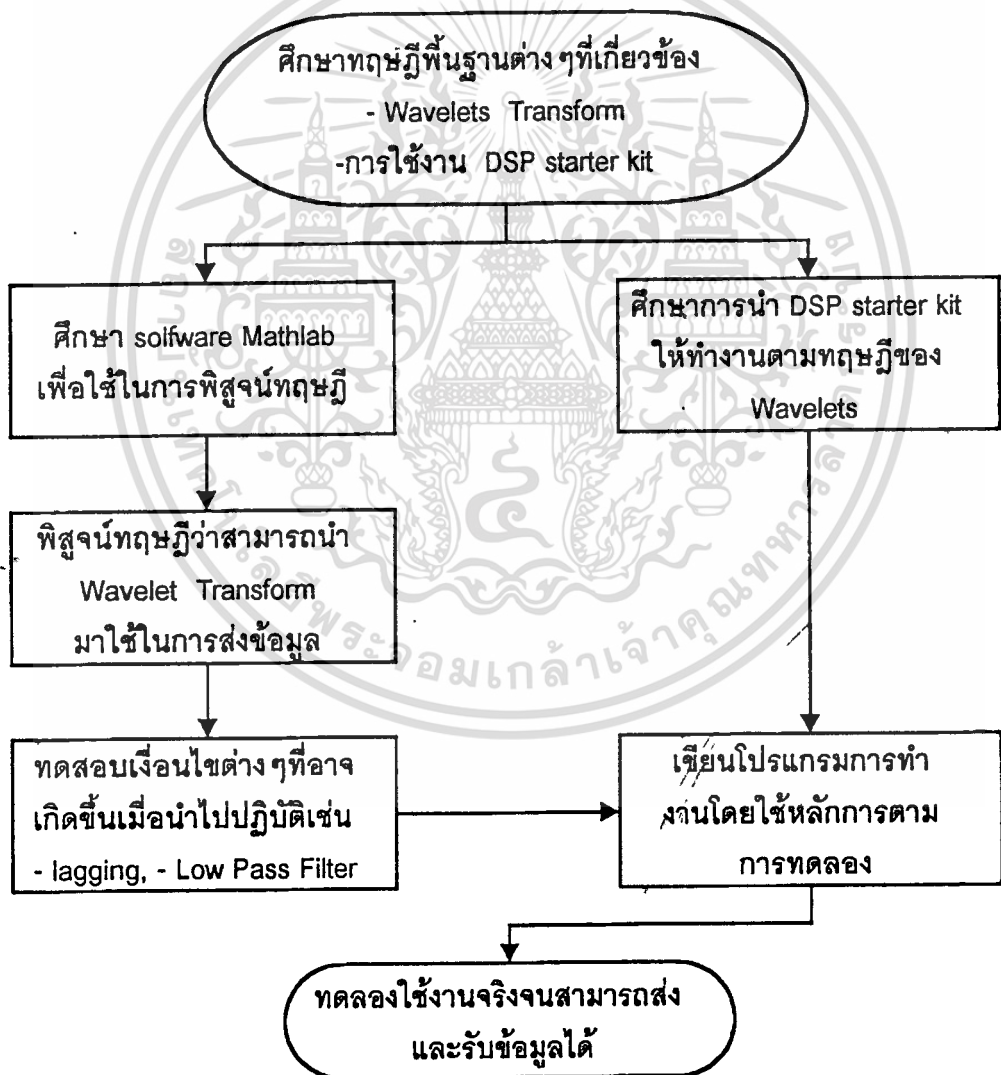 ศึกษาทฤษฎีพื้นฐานต่าง ๆที่เกี่ยวข้อง
- Wavelets Transform
-การใช้งาน DSP starter kit
ศึกษา solfware Mathlab
เพื่อใช้ในการพิสูจน์ทฤษฎี
ศึกษาการนำ DSP starter kit
ให้ทำงานตามทฤษฎีของ
Wavelets
พิสูจน์ทฤษฎีว่าสามารถนำ
Wavelet Transform
มาใช้ในการส่งข้อมูล
ทดสอบเงื่อนไขต่าง ๆที่อาจ
เกิดขึ้นเมื่อนำไปปฏิบัติเช่น
- lagging, - Low Pass Filter
เขียนโปรแกรมการทำ
งานโดยใช้หลักการตาม
การทดลอง
ทดลองใช้งานจริงจนสามารถส่ง
และรับข้อมูลได้